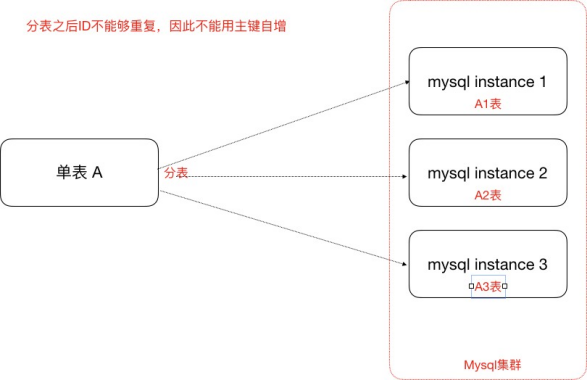 分表之后ID不能够重复，因此不能用主键自增
mysql instance 1
A1表
单表 A
分表
mysql instance 2
A2表
mysql instance 3
A3表
Mysql集群